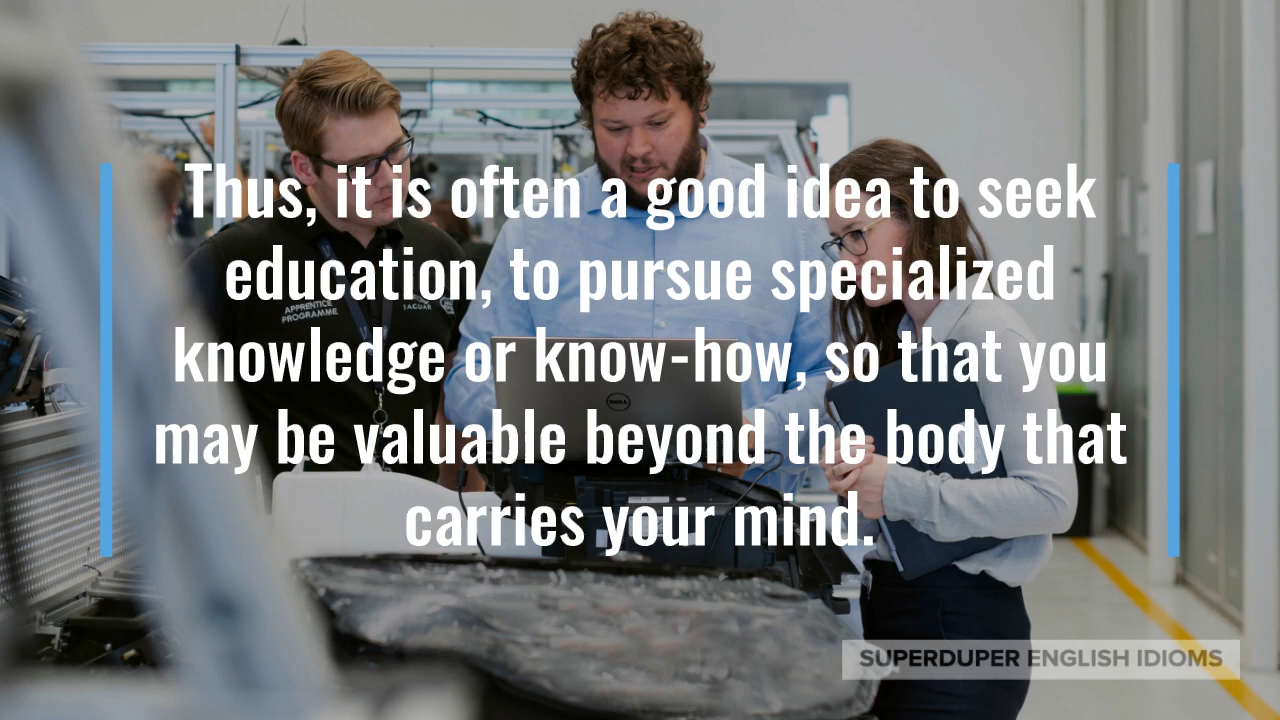 Thus, it is often a good idea to seek
education, to pursue specialized
knowledge or know-how, so that you
may be valuable beyond the body that
carries your mind.
APPRENTICE
PROGRAMME
JAGUAR
DELL
SUPERDUPER ENGLISH IDIOMS